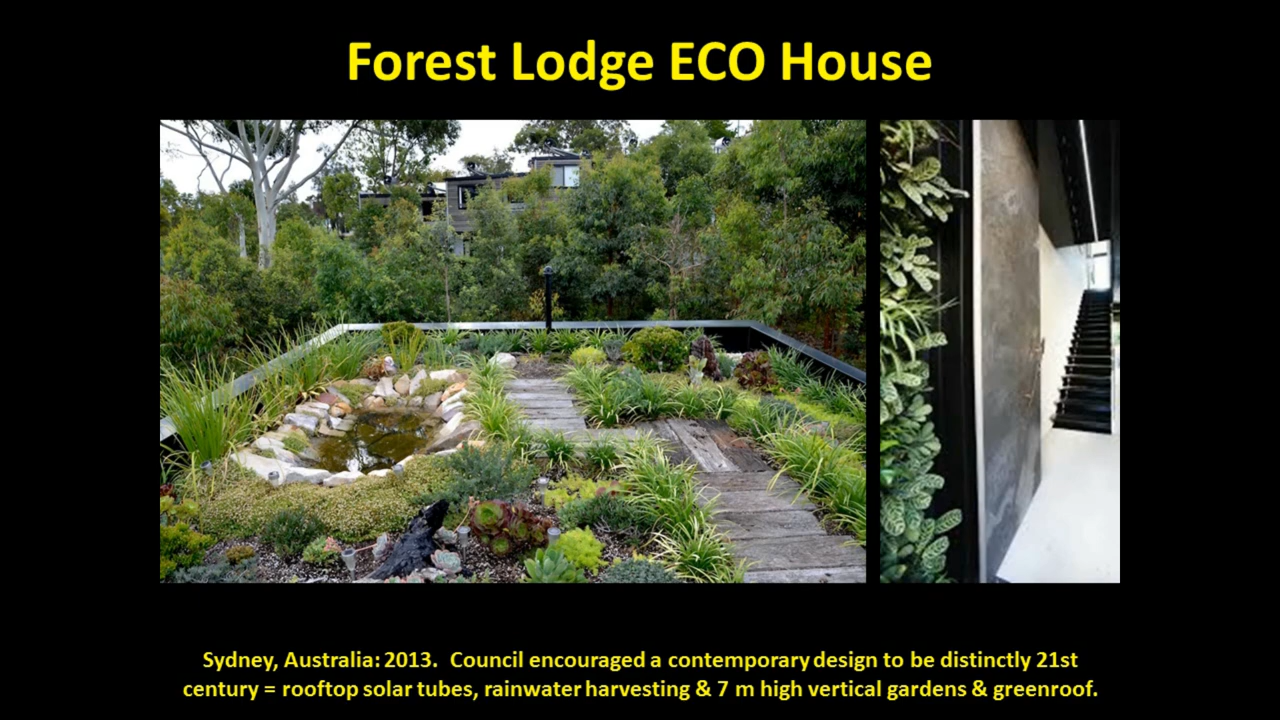 Forest Lodge ECO House
Sydney, Australia: 2013.  Council encouraged a contemporary design to be distinctly 21st
century = rooftop solar tubes, rainwater harvesting & 7 m high vertical gardens & greenroof.